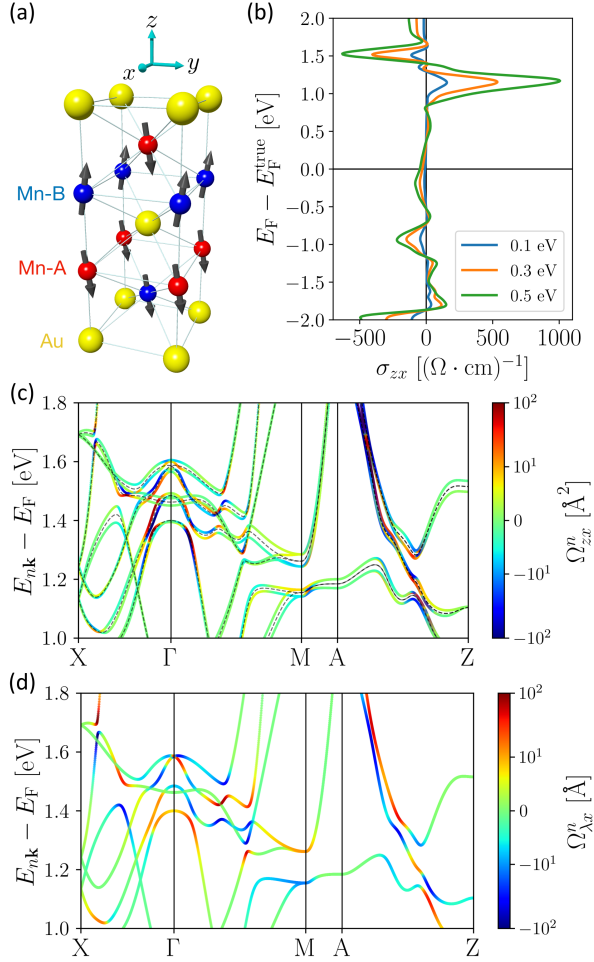 (a)
z
x
y
Mn-B
Mn-A
Au
(b)
E_F − E_F^true [eV]
2.0
1.5
1.0
0.5
0.0
−0.5
−1.0
−1.5
−2.0
0.1 eV
0.3 eV
0.5 eV
−500
0
500
1000
σ_zx [(Ω · cm)^−1]
(c)
E_nk − E_F [eV]
1.8
1.6
1.4
1.2
1.0
X
Γ
M
A
Z
10^2
10^1
0
−10^1
−10^2
Ω^n_zx [Å^2]
(d)
E_nk − E_F [eV]
1.8
1.6
1.4
1.2
1.0
X
Γ
M
A
Z
10^2
10^1
0
−10^1
−10^2
Ω^n_λx [Å]